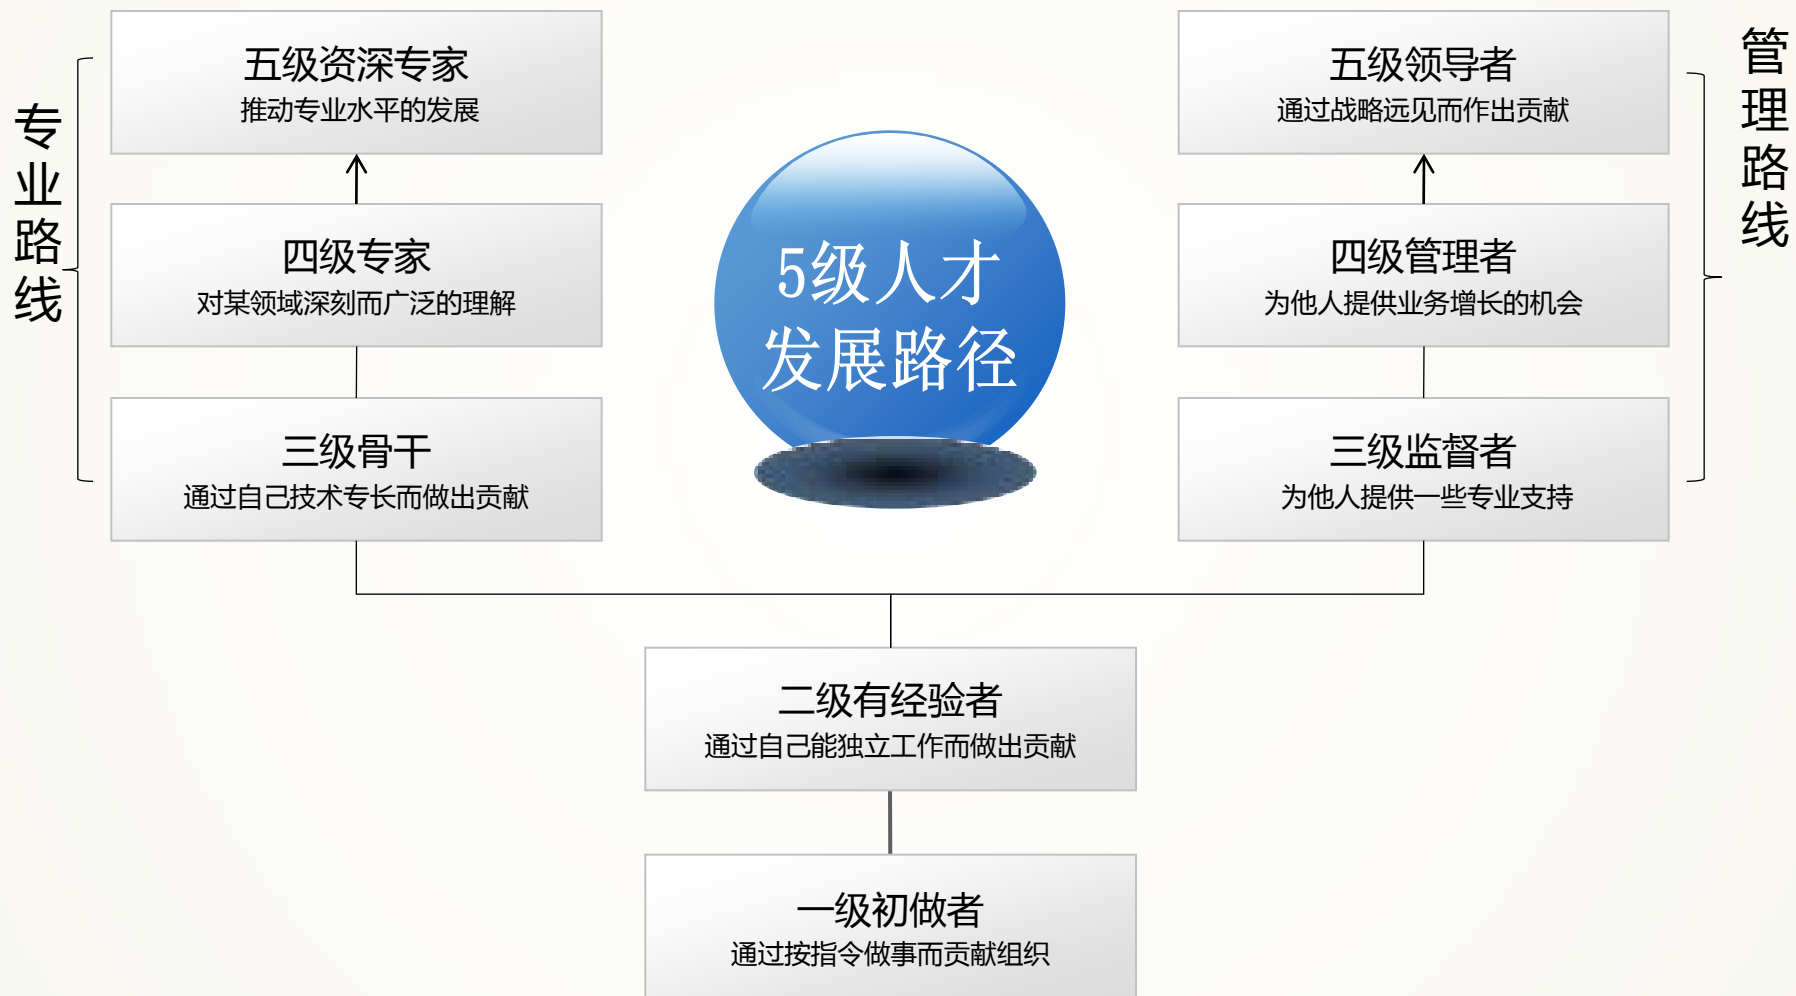 专业路线
五级资深专家
推动专业水平的发展
四级专家
对某领域深刻而广泛的理解
三级骨干
通过自己技术专长而做出贡献
5级人才
发展路径
五级领导者
通过战略远见而作出贡献
四级管理者
为他人提供业务增长的机会
三级监督者
为他人提供一些专业支持
管理路线
二级有经验者
通过自己能独立工作而做出贡献
一级初做者
通过按指令做事而贡献组织